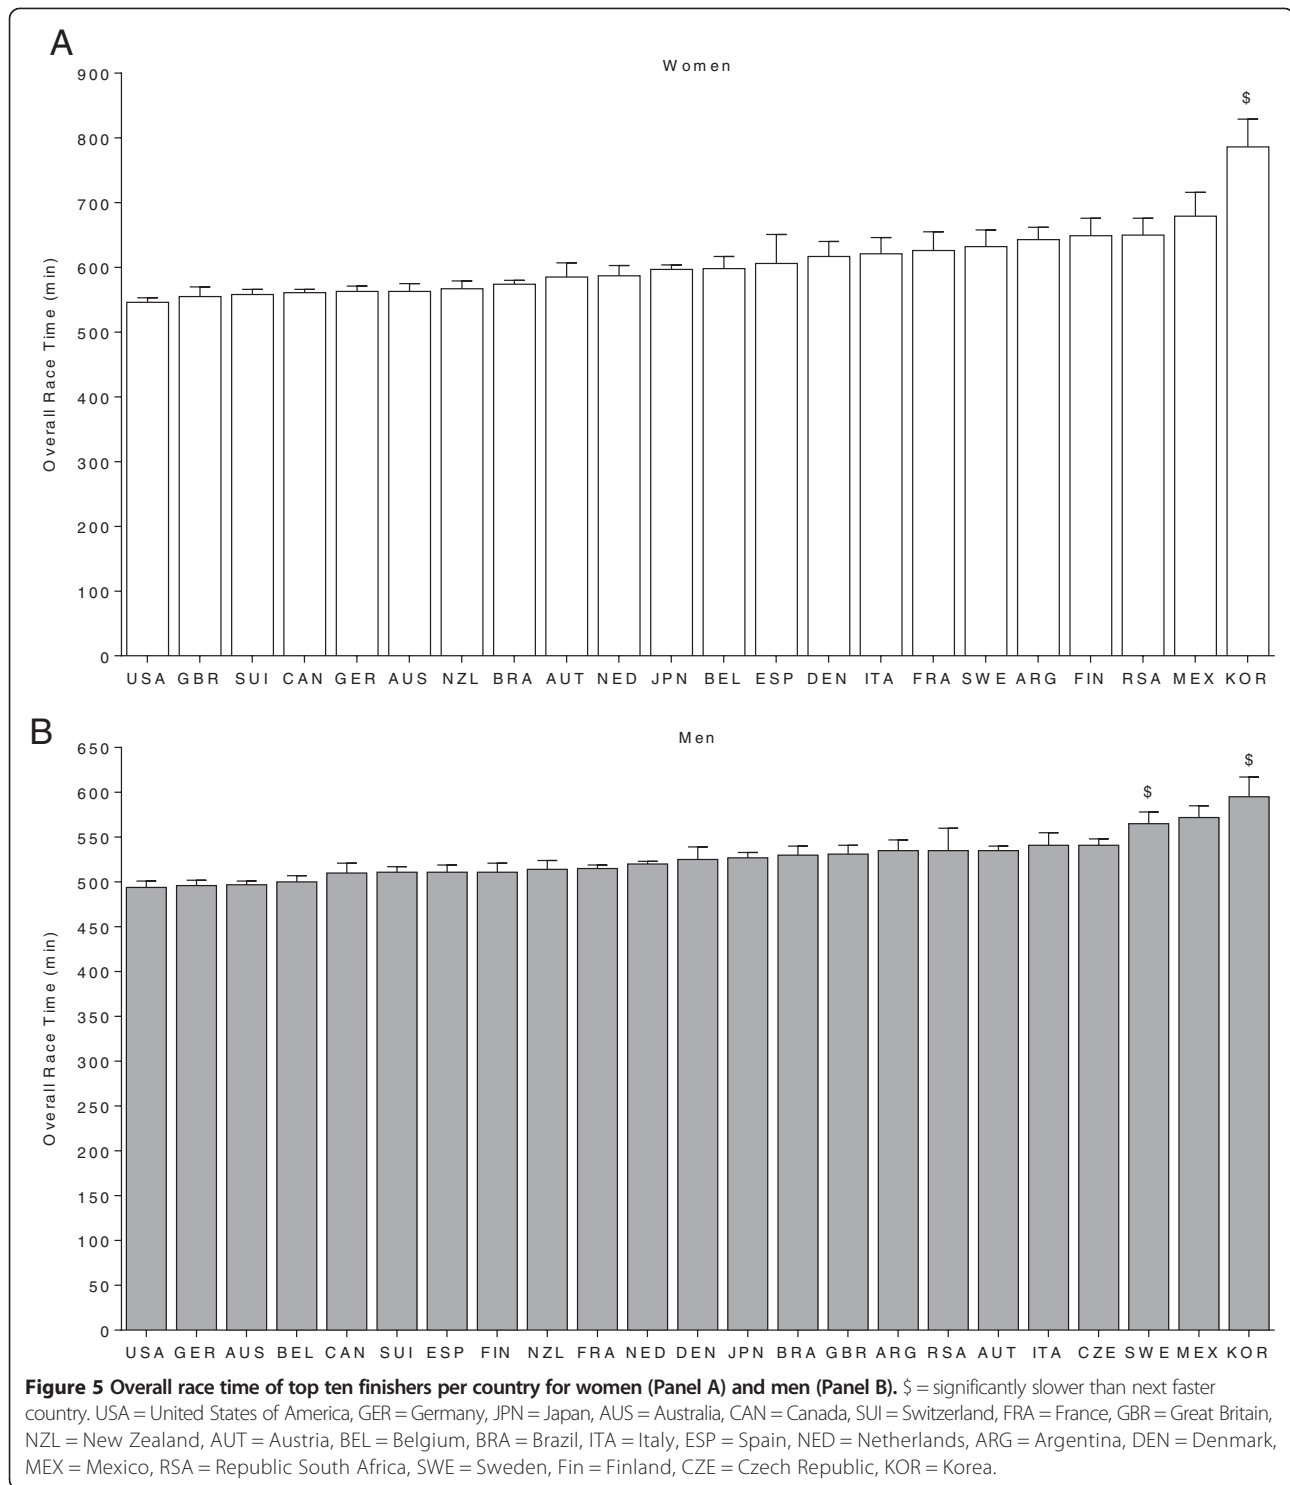 A
Women
900
800
700
600
500
400
300
200
100
0
Overall Race Time (min)
$
USA GBR SUI CAN GER AUS NZL BRA AUT NED JPN BEL ESP DEN ITA FRA SWE ARG FIN RSA MEX KOR
B
Men
650
600
550
500
450
400
350
300
250
200
150
100
50
0
Overall Race Time (min)
$ $
USA GER AUS BEL CAN SUI ESP FIN NZL FRA NED DEN JPN BRA GBR ARG RSA AUT ITA CZE SWE MEX KOR
Figure 5 Overall race time of top ten finishers per country for women (Panel A) and men (Panel B). $ = significantly slower than next faster
country. USA = United States of America, GER = Germany, JPN = Japan, AUS = Australia, CAN = Canada, SUI = Switzerland, FRA = France, GBR = Great Britain,
NZL = New Zealand, AUT = Austria, BEL = Belgium, BRA = Brazil, ITA = Italy, ESP = Spain, NED = Netherlands, ARG = Argentina, DEN = Denmark,
MEX = Mexico, RSA = Republic South Africa, SWE = Sweden, Fin = Finland, CZE = Czech Republic, KOR = Korea.